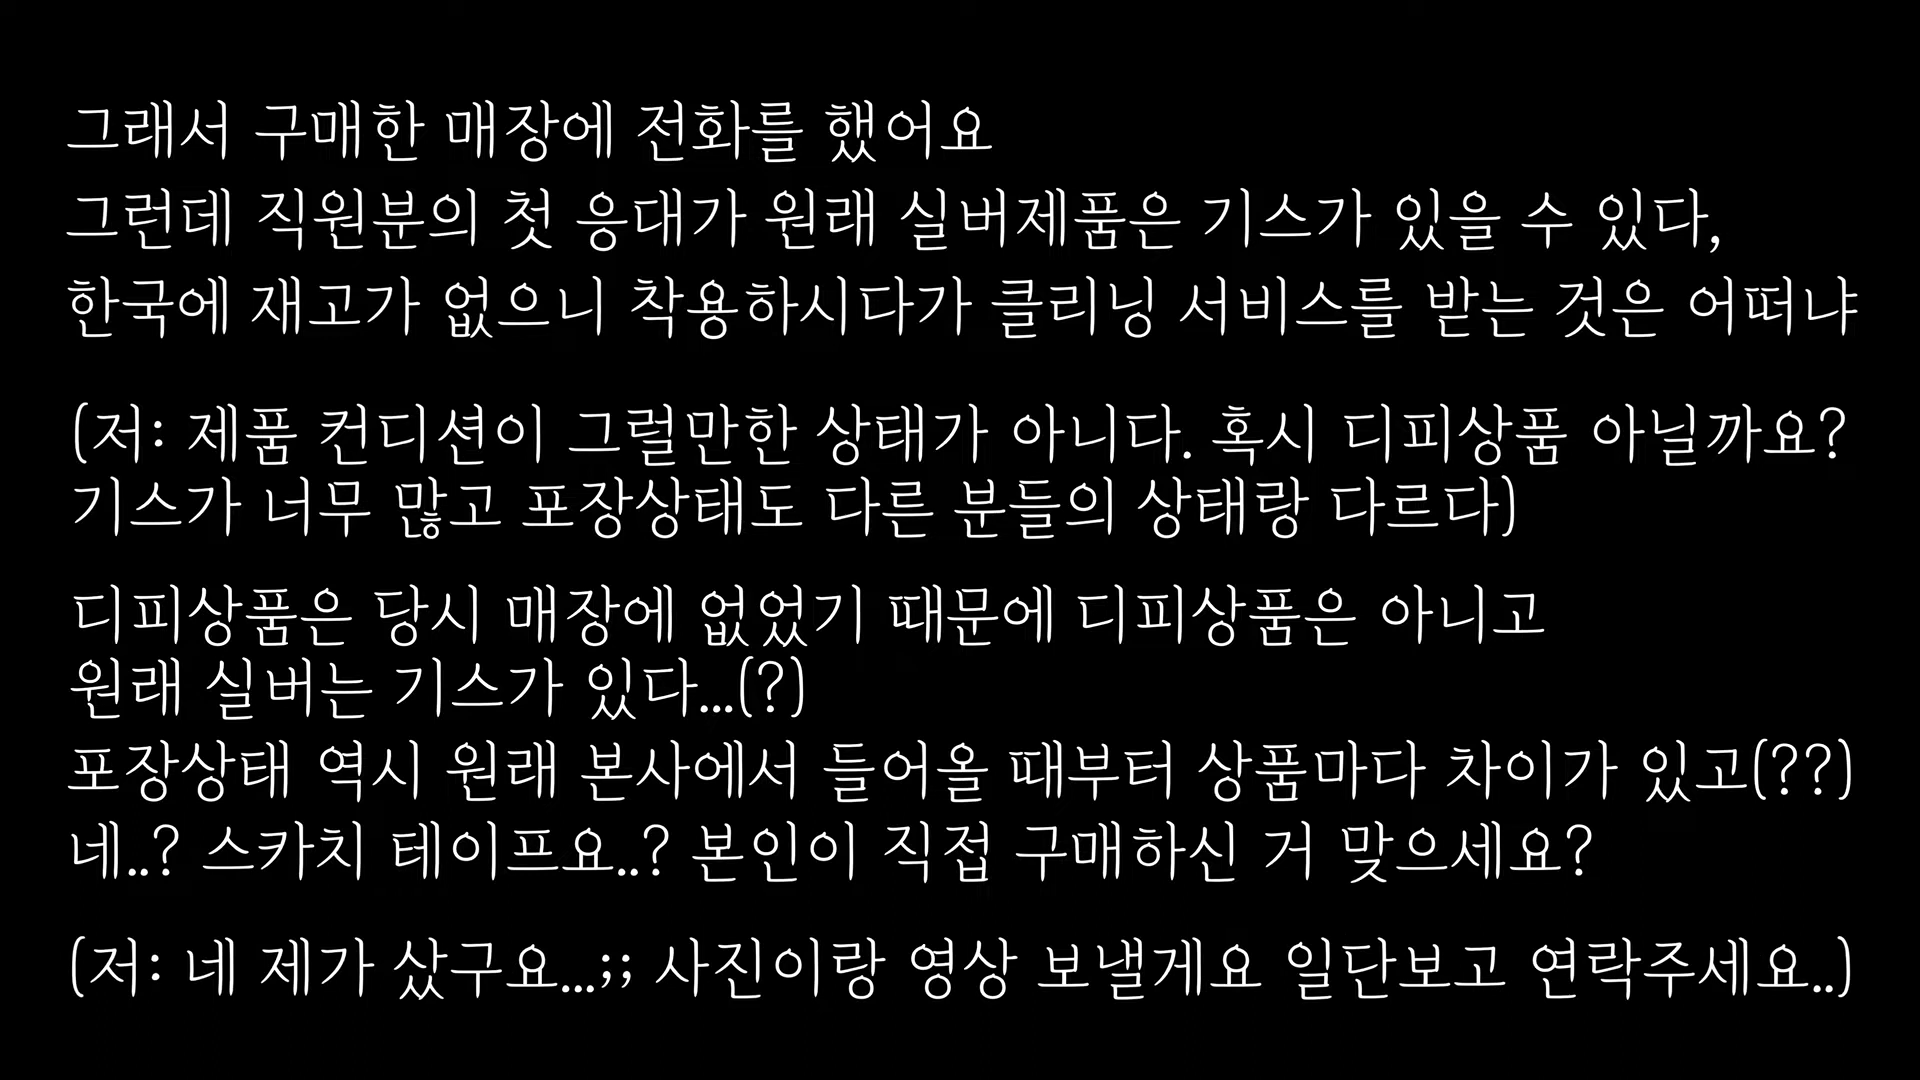 그래서 구매한 매장에 전화를 했어요
그런데 직원분의 첫 응대가 원래 실버제품은 기스가 있을 수 있다,
한국에 재고가 없으니 착용하시다가 클리닝 서비스를 받는 것은 어떠냐
(저: 제품 컨디션이 그럴만한 상태가 아니다. 혹시 디피상품 아닐까요?
기스가 너무 많고 포장상태도 다른 분들의 상태랑 다르다)
디피상품은 당시 매장에 없었기 때문에 디피상품은 아니고
원래 실버는 기스가 있다...(?)
포장상태 역시 원래 본사에서 들어올 때부터 상품마다 차이가 있고(??)
네..? 스카치 테이프요..? 본인이 직접 구매하신 거 맞으세요?
(저: 네 제가 샀구요...;; 사진이랑 영상 보낼게요 일단보고 연락주세요..)